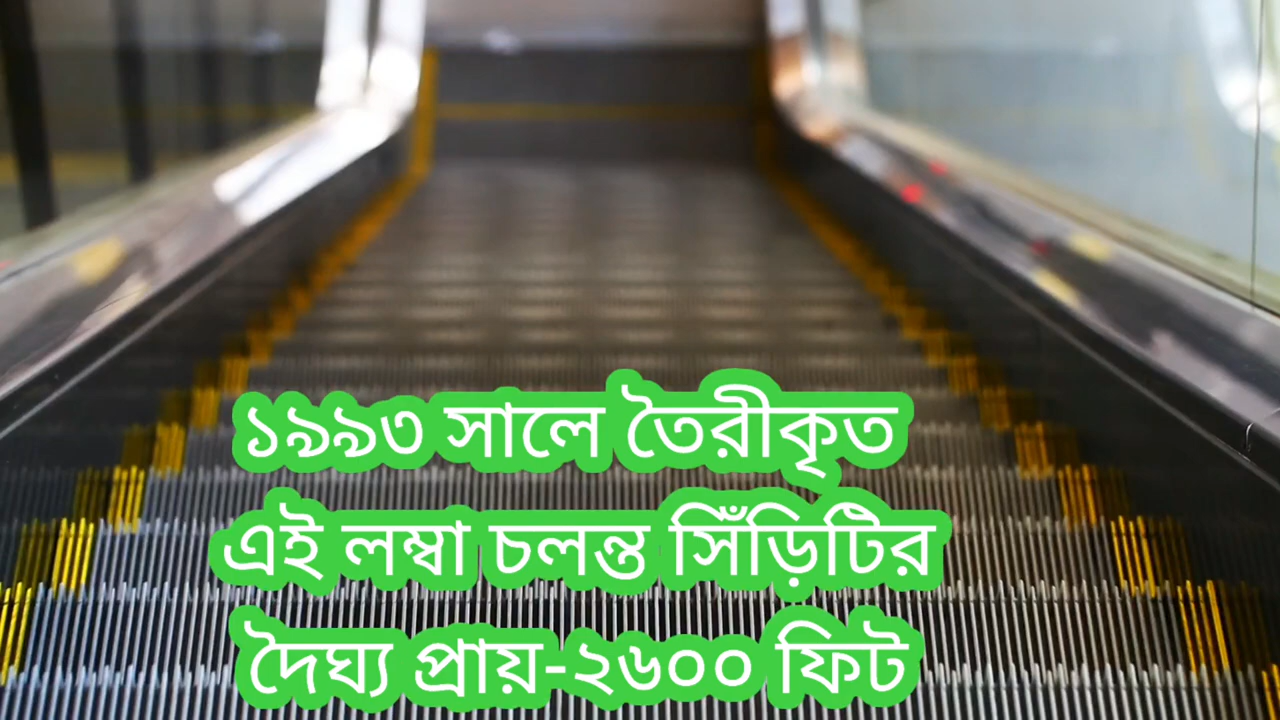 ১৯৯৩ সালে তৈরীকৃত
এই লম্বা চলন্ত সিঁড়িটির
দৈর্ঘ্য প্রায়-২৬০০ ফিট